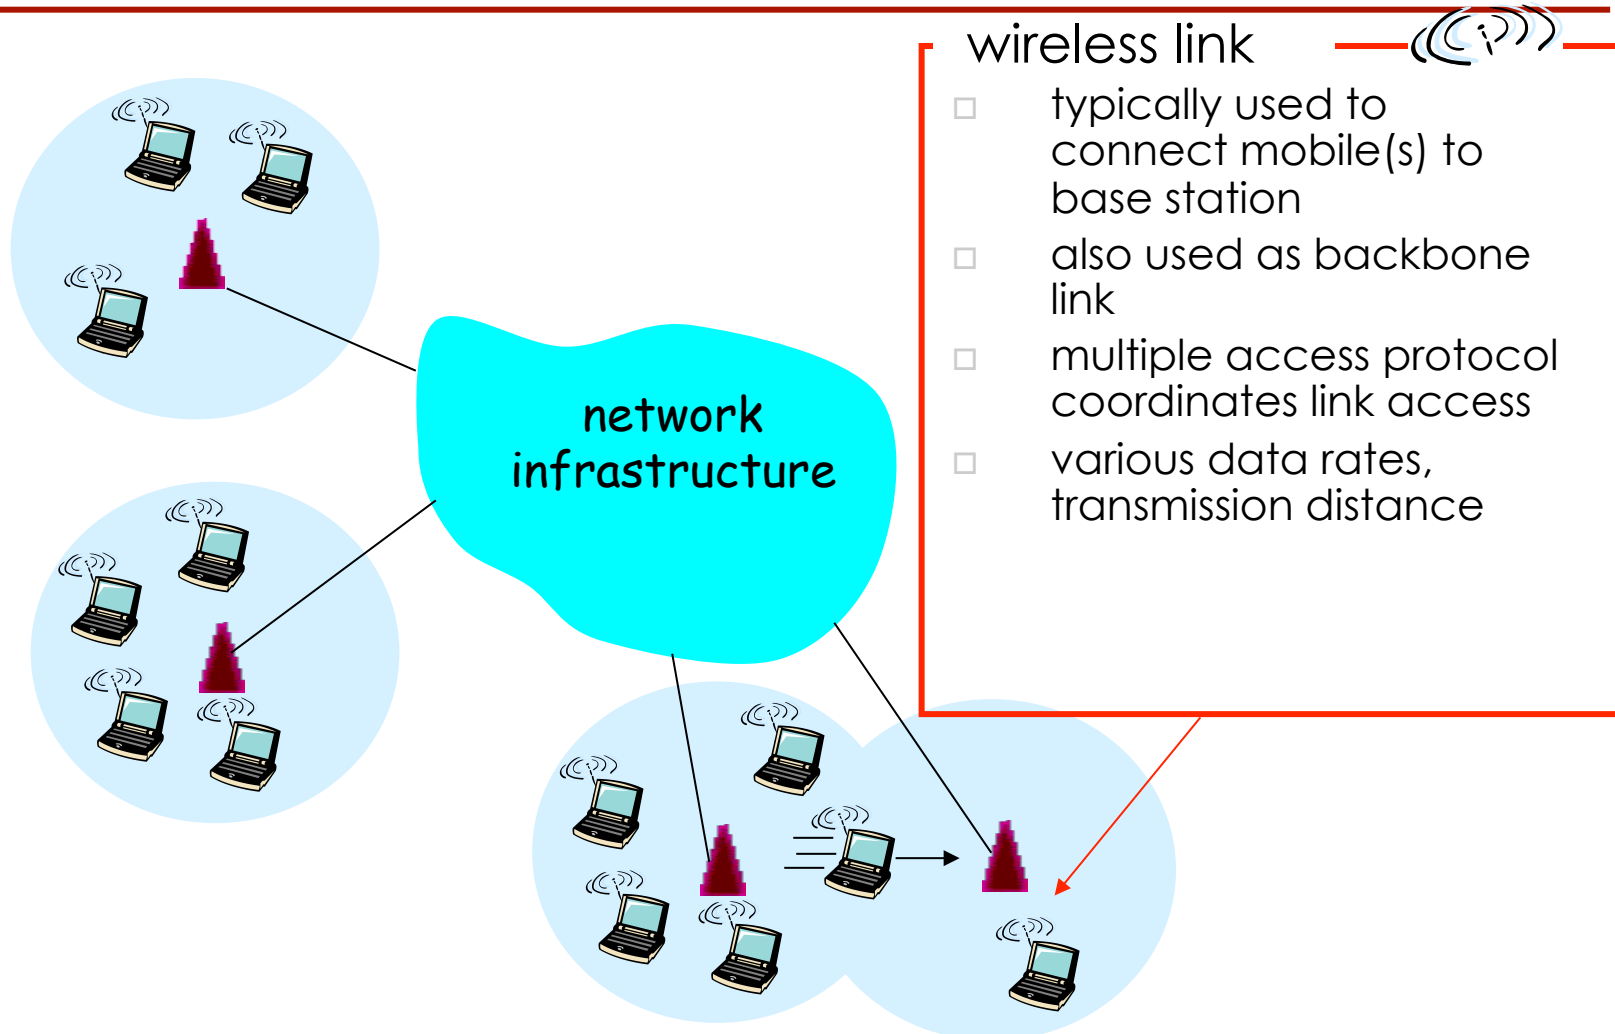 wireless link
typically used to
connect mobile(s) to
base station
also used as backbone
link
multiple access protocol
coordinates link access
various data rates,
transmission distance
network
infrastructure